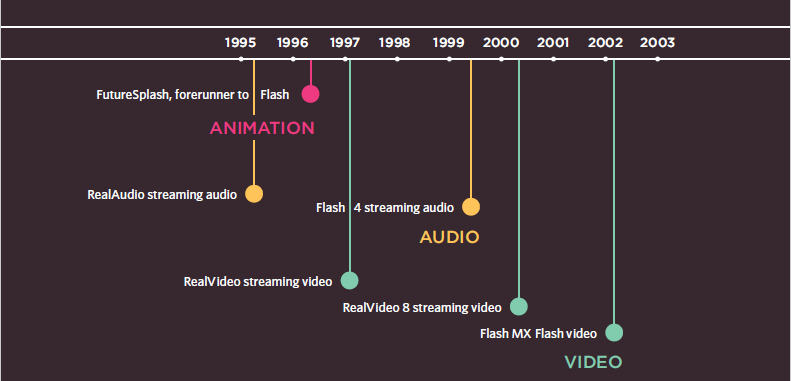 1995 1996 1997 1998 1999 2000 2001 2002 2003
FutureSplash, forerunner to Flash
ANIMATION
RealAudio streaming audio
Flash 4 streaming audio
AUDIO
RealVideo streaming video
RealVideo 8 streaming video
Flash MX Flash video
VIDEO